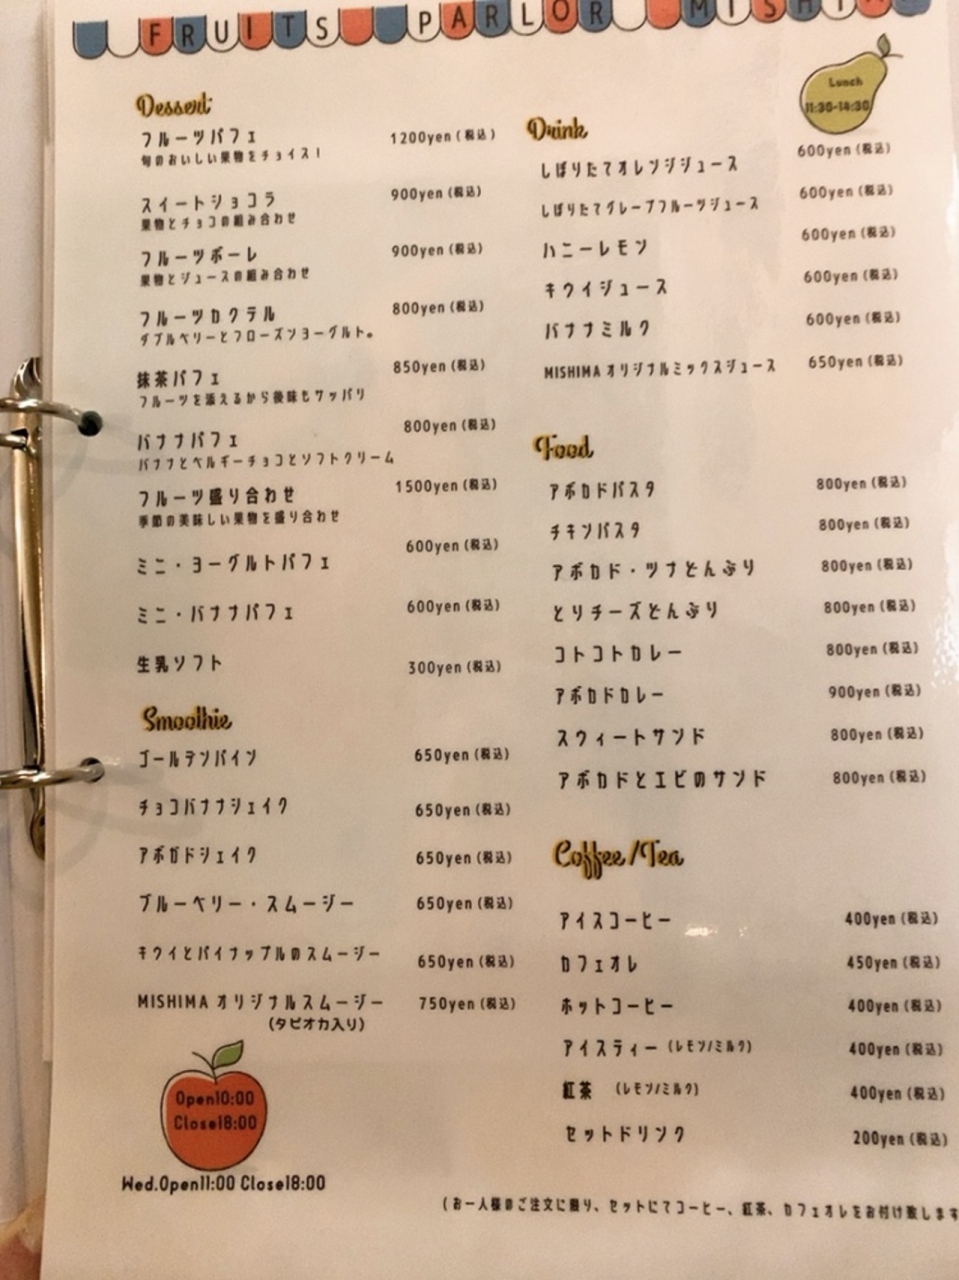 FRUITS PARLOR MISHIMA
Dessert
フルーツパフェ 1200yen(税込)
旬のおいしい果物をチョイス!
スイートショコラ 900yen(税込)
果物とチョコの組み合わせ
フルーツボーレ 900yen(税込)
果物とジュースの組み合わせ
フルーツカクテル 800yen(税込)
ダブルベリーとフローズンヨーグルト。
抹茶パフェ 850yen(税込)
フルーツを添えるから後味もサッパリ
バナナパフェ 800yen(税込)
バナナとベルギーチョコとソフトクリーム
フルーツ盛り合わせ 1500yen(税込)
季節の美味しい果物を盛り合わせ
ミニ・ヨーグルトパフェ 600yen(税込)
ミニ・バナナパフェ 600yen(税込)
生乳ソフト 300yen(税込)
Smoothie
ゴールデンパイン 650yen(税込)
チョコバナナシェイク 650yen(税込)
アボガドシェイク 650yen(税込)
ブルーベリー・スムージー 650yen(税込)
キウイとパイナップルのスムージー 650yen(税込)
MISHIMAオリジナルスムージー 750yen(税込)
(タピオカ入り)
Open10:00
Close18:00
Wed.Open11:00 Close18:00
Lunch
11:30-14:30
Drink
しぼりたてオレンジジュース 600yen(税込)
しぼりたてグレープフルーツジュース 600yen(税込)
ハニーレモン 600yen(税込)
キウイジュース 600yen(税込)
バナナミルク 600yen(税込)
MISHIMAオリジナルミックスジュース 650yen(税込)
Food
アボカドパスタ 800yen(税込)
チキンパスタ 800yen(税込)
アボカド・ツナどんぶり 800yen(税込)
とりチーズどんぶり 800yen(税込)
コトコトカレー 800yen(税込)
アボカドカレー 900yen(税込)
スウィートサンド 800yen(税込)
アボカドとエビのサンド 800yen(税込)
Coffee/Tea
アイスコーヒー 400yen(税込)
カフェオレ 450yen(税込)
ホットコーヒー 400yen(税込)
アイスティー(レモン/ミルク) 400yen(税込)
紅茶 (レモン/ミルク) 400yen(税込)
セットドリンク 200yen(税込)
(お一人様のご注文に限り、セットにてコーヒー、紅茶、カフェオレをお付け致します